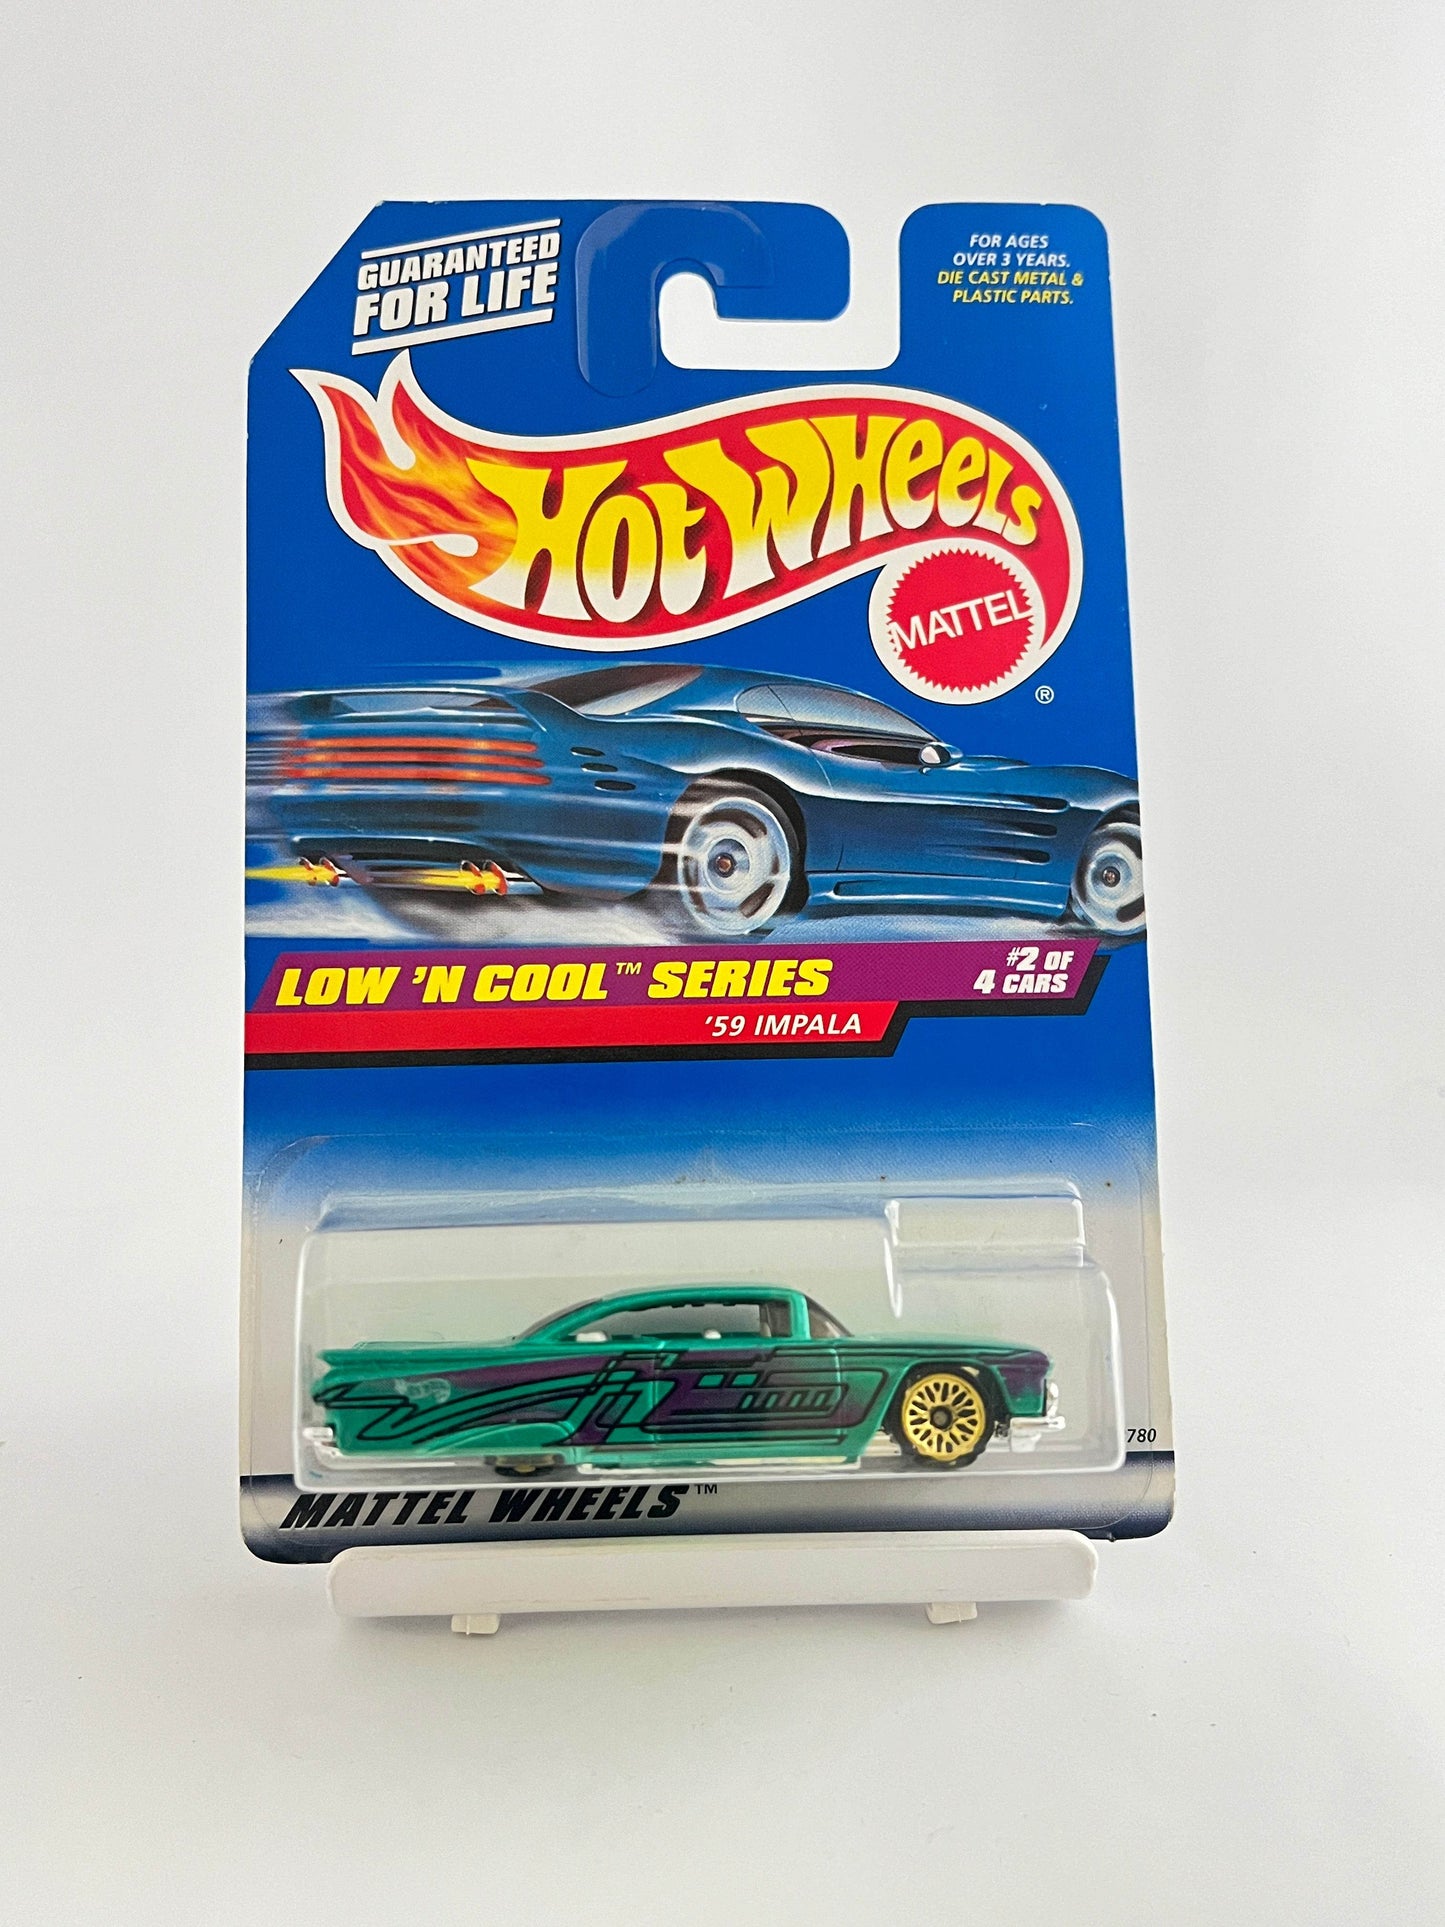 GUARANTEED
FOR LIFE
FOR AGES
OVER 3 YEARS.
DIE CAST METAL &
PLASTIC PARTS.
HOT WHEELS
MATTEL
®
LOW 'N COOL™ SERIES
#2 OF
4 CARS
'59 IMPALA
780
MATTEL WHEELS™